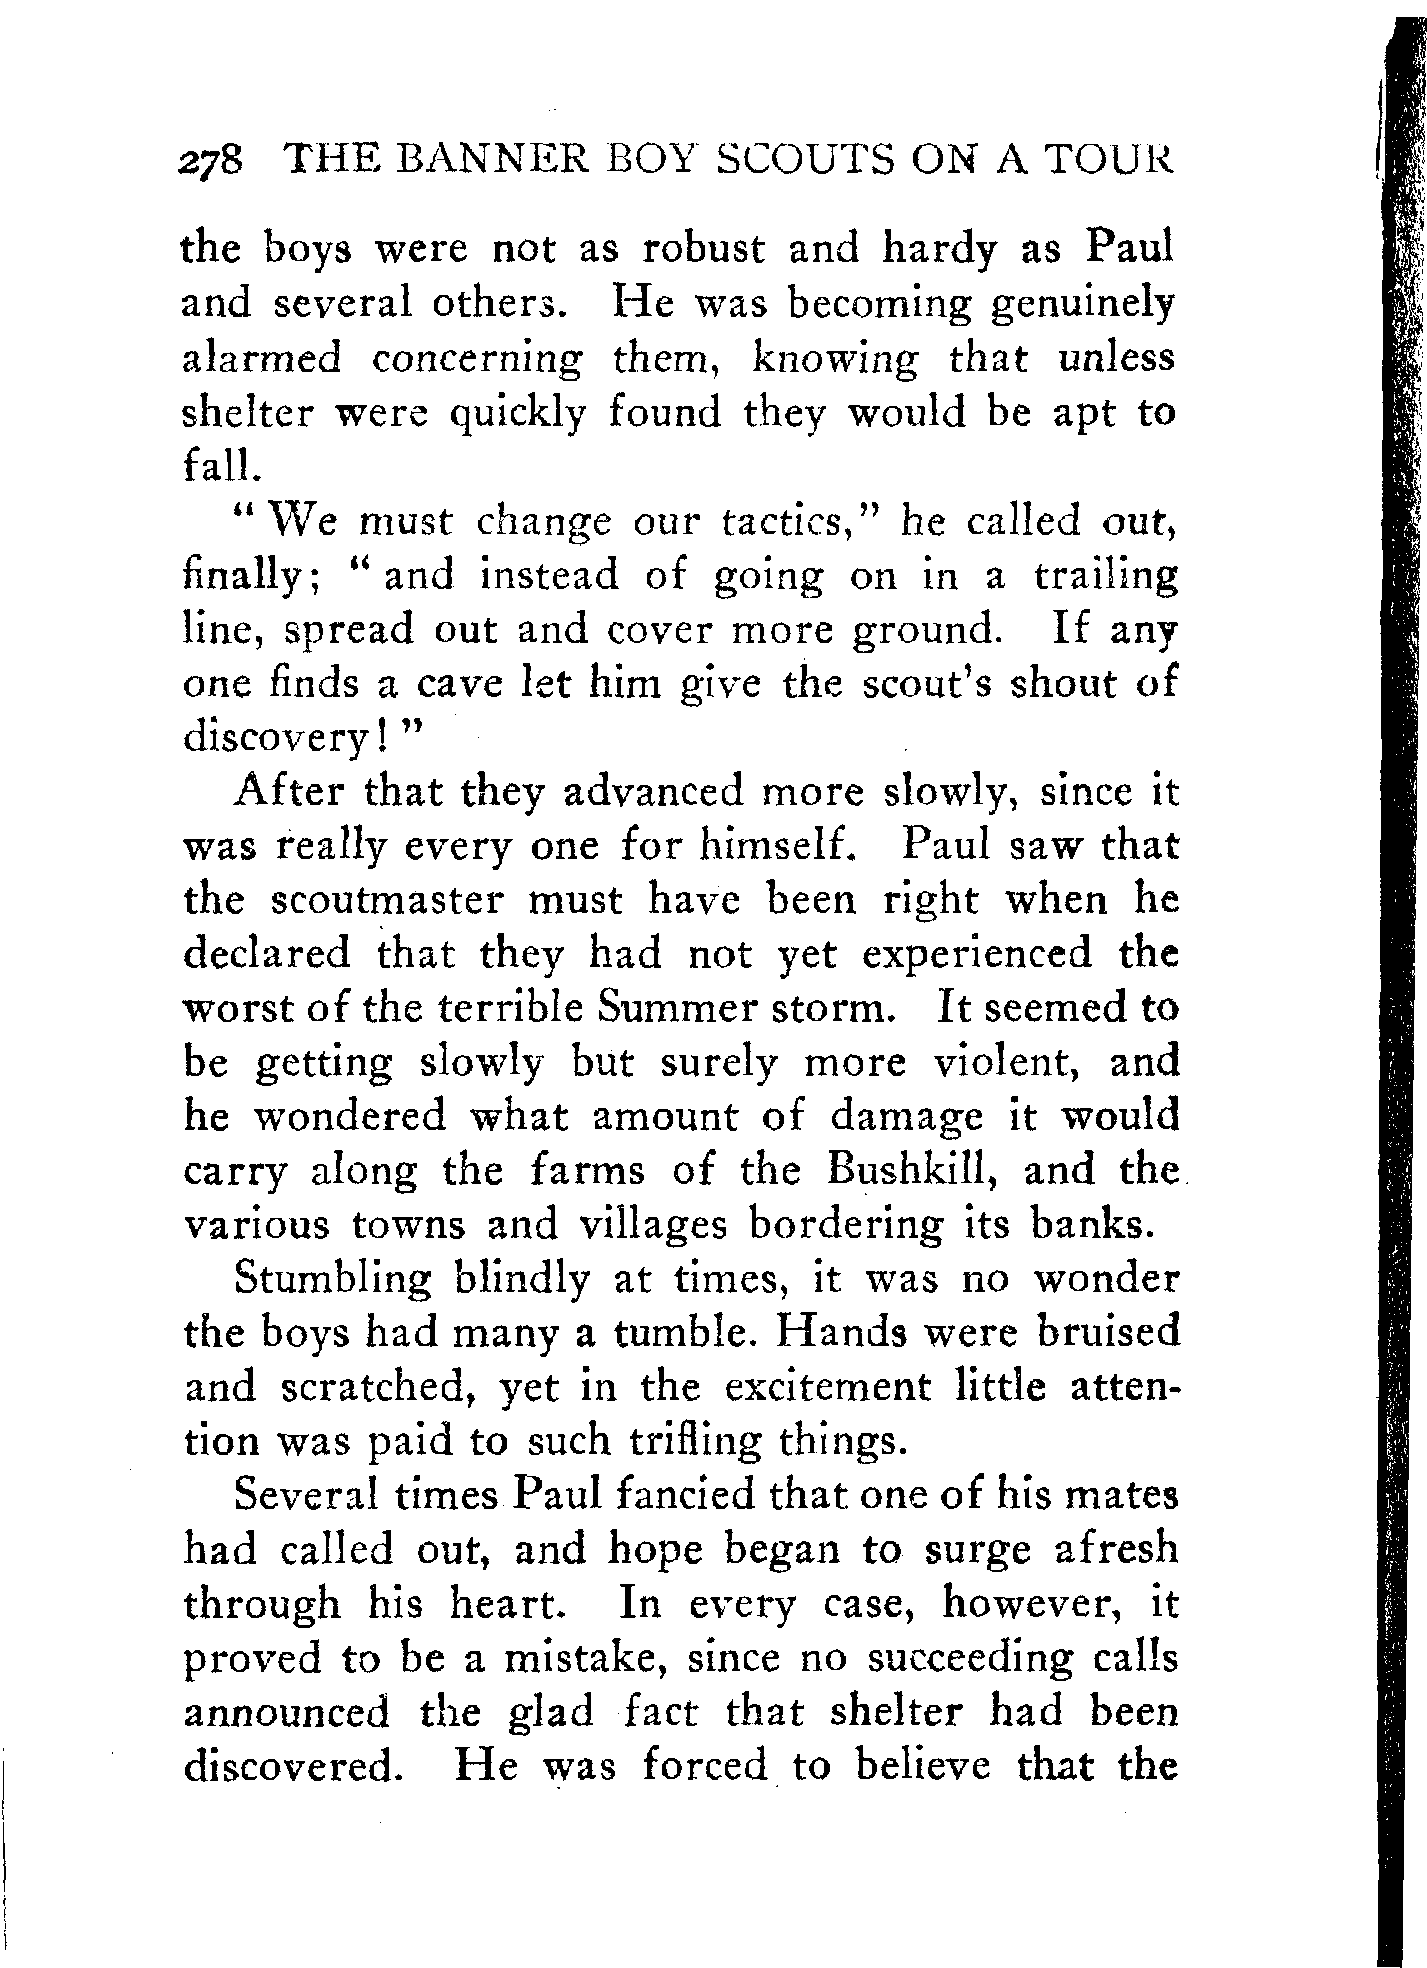 278 THE BANNER BOY SCOUTS ON A TOUR
the boys were not as robust and hardy as Paul
and several others. He was becoming genuinely
alarmed concerning them, knowing that unless
shelter were quickly found they would be apt to
fall.
" We must change our tactics," he called out,
finally; " and instead of going on in a trailing
line, spread out and cover more ground. If any
one finds a cave let him give the scout's shout of
discovery! "
After that they advanced more slowly, since it
was really every one for himself. Paul saw that
the scoutmaster must have been right when he
declared that they had not yet experienced the
worst of the terrible Summer storm. It seemed to
be getting slowly but surely more violent, and
he wondered what amount of damage it would
carry along the farms of the Bushkill, and the
various towns and villages bordering its banks.
Stumbling blindly at times, it was no wonder
the boys had many a tumble. Hands were bruised
and scratched, yet in the excitement little atten-
tion was paid to such trifling things.
Several times Paul fancied that one of his mates
had called out, and hope began to surge afresh
through his heart. In every case, however, it
proved to be a mistake, since no succeeding calls
announced the glad fact that shelter had been
discovered. He was forced to believe that the